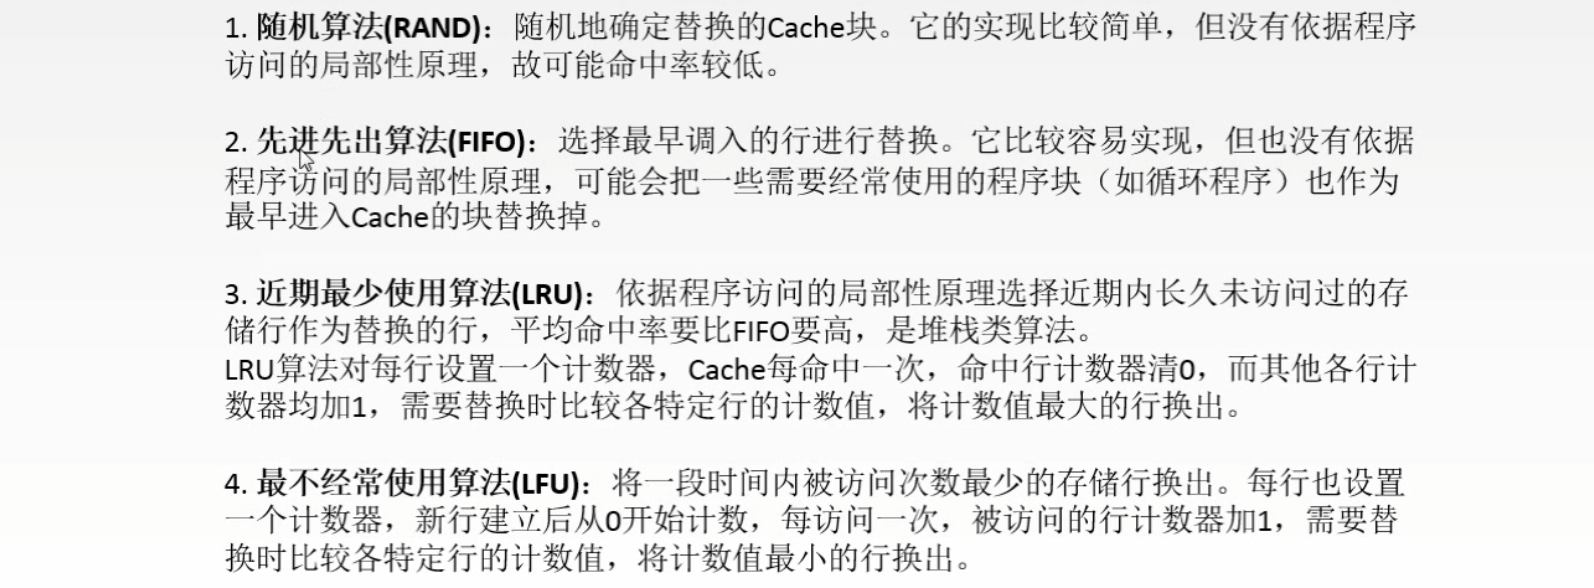 1. 随机算法(RAND)：随机地确定替换的Cache块。它的实现比较简单，但没有依据程序
访问的局部性原理，故可能命中率较低。
2. 先进先出算法(FIFO)：选择最早调入的行进行替换。它比较容易实现，但也没有依据
程序访问的局部性原理，可能会把一些需要经常使用的程序块（如循环程序）也作为
最早进入Cache的块替换掉。
3. 近期最少使用算法(LRU)：依据程序访问的局部性原理选择近期内长久未访问过的存
储行作为替换的行，平均命中率要比FIFO要高，是堆栈类算法。
LRU算法对每行设置一个计数器，Cache每命中一次，命中行计数器清0，而其他各行计
数器均加1，需要替换时比较各特定行的计数值，将计数值最大的行换出。
4. 最不经常使用算法(LFU)：将一段时间内被访问次数最少的存储行换出。每行也设置
一个计数器，新行建立后从0开始计数，每访问一次，被访问的行计数器加1，需要替
换时比较各特定行的计数值，将计数值最小的行换出。